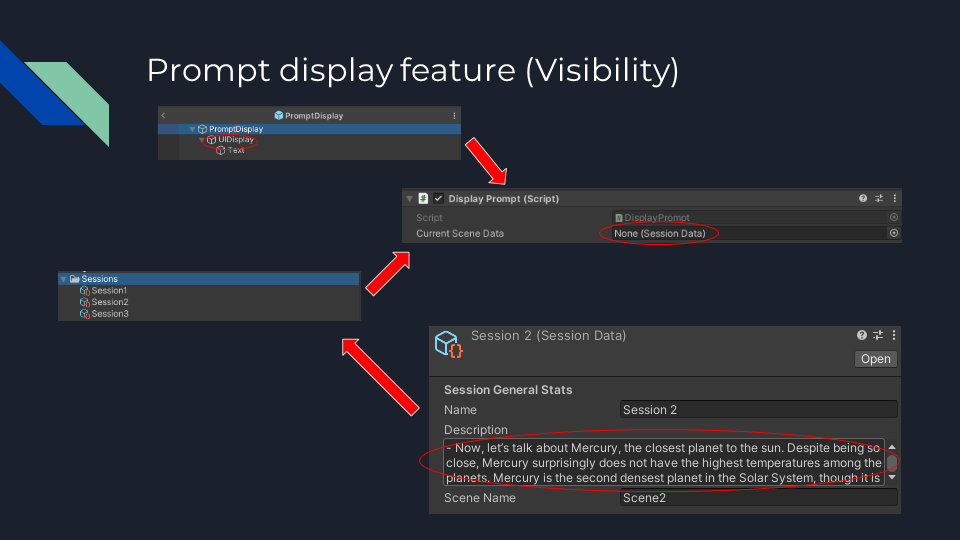 Prompt display feature (Visibility)
PromptDisplay
PromptDisplay
UIDisplay
Text
Display Prompt (Script)
Script DisplayPrompt
Current Scene Data None (Session Data)
Sessions
Session1
Session2
Session3
Session 2 (Session Data)
Open
Session General Stats
Name Session 2
Description
- Now, let's talk about Mercury, the closest planet to the sun. Despite being so
close, Mercury surprisingly does not have the highest temperatures among the
planets. Mercury is the second densest planet in the Solar System, though it is
Scene Name Scene2